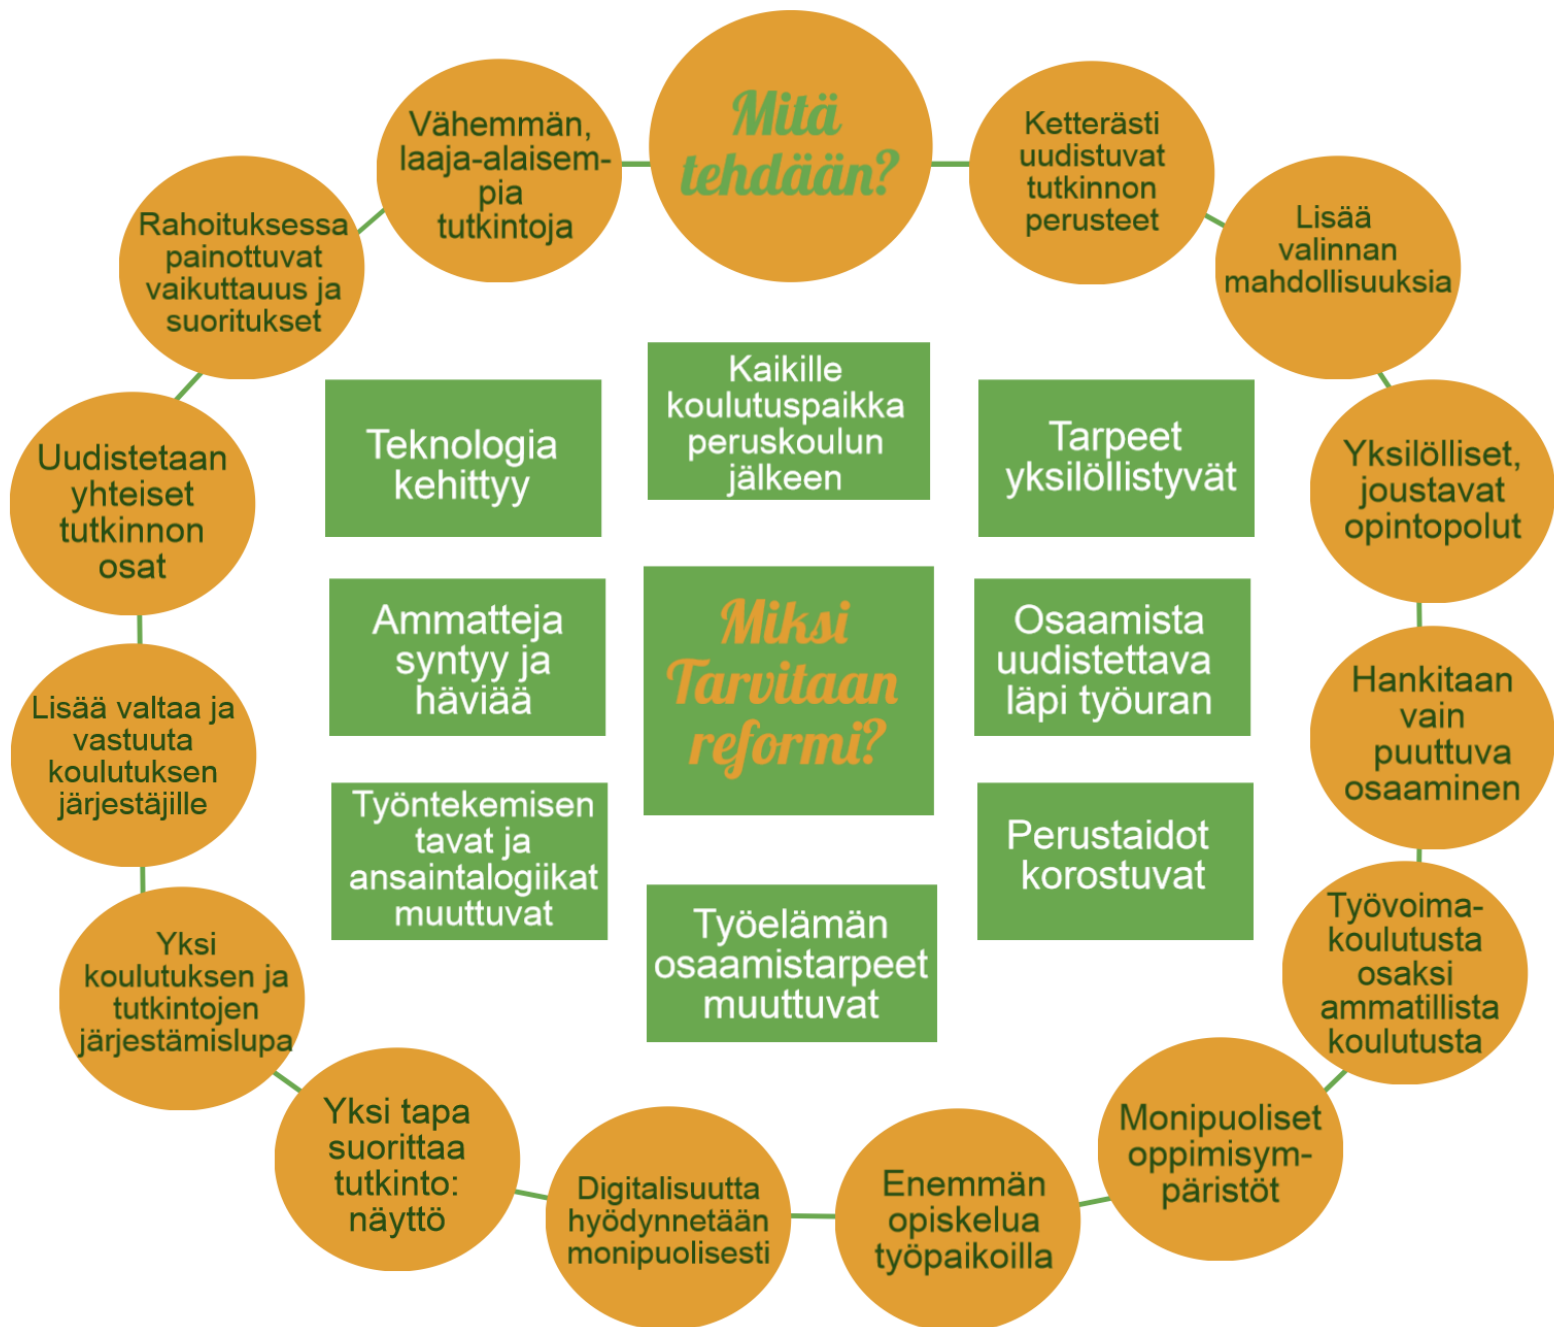 Mitä
tehdään?
Ketterästi
uudistuvat
tutkinnon
perusteet
Lisää
valinnan
mahdollisuuksia
Yksilölliset,
joustavat
opintopolut
Hankitaan
vain
puuttuva
osaaminen
Työvoima-
koulutusta
osaksi
ammatillista
koulutusta
Monipuoliset
oppimisym-
päristöt
Enemmän
opiskelua
työpaikoilla
Digitalisuutta
hyödynnetään
monipuolisesti
Yksi tapa
suorittaa
tutkinto:
näyttö
Yksi
koulutuksen ja
tutkintojen
järjestämislupa
Lisää valtaa ja
vastuuta
koulutuksen
järjestäjille
Uudistetaan
yhteiset
tutkinnon
osat
Rahoituksessa
painottuvat
vaikuttauus ja
suoritukset
Vähemmän,
laaja-alaisem-
pia
tutkintoja
Miksi
Tarvitaan
reformi?
Kaikille
koulutuspaikka
peruskoulun
jälkeen
Tarpeet
yksilöllistyvät
Osaamista
uudistettava
läpi työuran
Perustaidot
korostuvat
Työelämän
osaamistarpeet
muuttuvat
Työntekemisen
tavat ja
ansaintalogiikat
muuttuvat
Ammatteja
syntyy ja
häviää
Teknologia
kehittyy